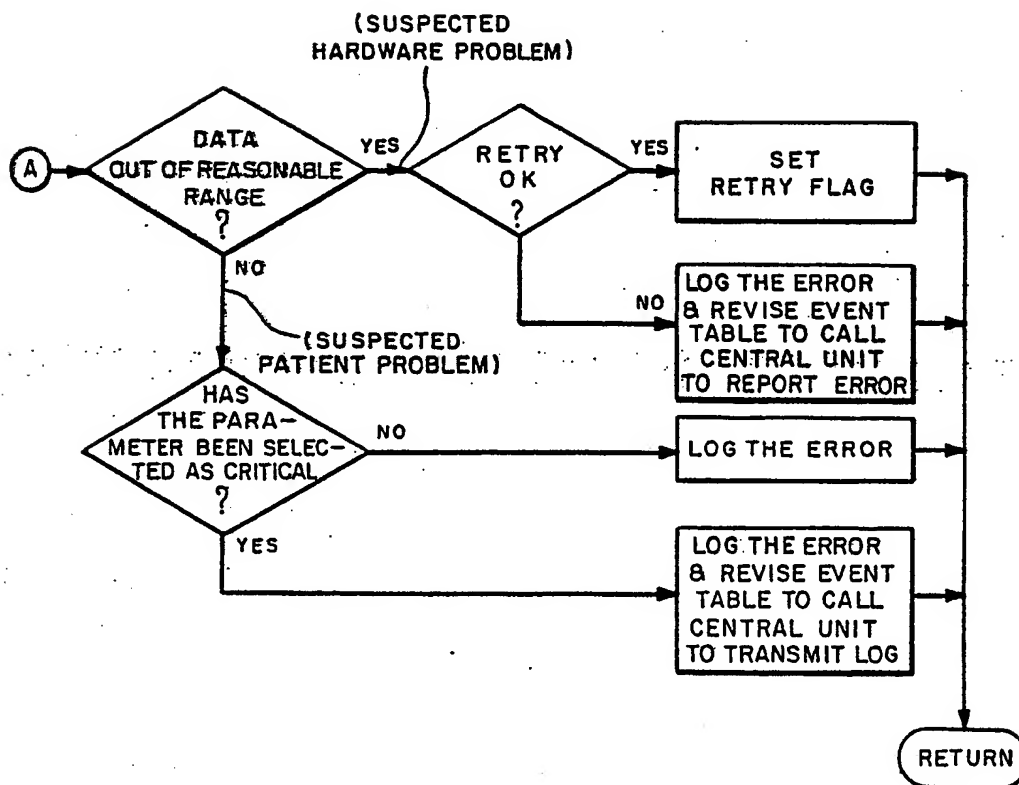 (SUSPECTED
HARDWARE PROBLEM)
A
DATA
OUT OF REASONABLE
RANGE
?
YES
RETRY
OK
?
YES
SET
RETRY FLAG
NO
NO
LOG THE ERROR
& REVISE EVENT
TABLE TO CALL
CENTRAL UNIT
TO REPORT ERROR
(SUSPECTED
PATIENT PROBLEM)
HAS
THE PARA-
METER BEEN SELEC-
TED AS CRITICAL
?
NO
LOG THE ERROR
YES
LOG THE ERROR
& REVISE EVENT
TABLE TO CALL
CENTRAL UNIT
TO TRANSMIT LOG
RETURN